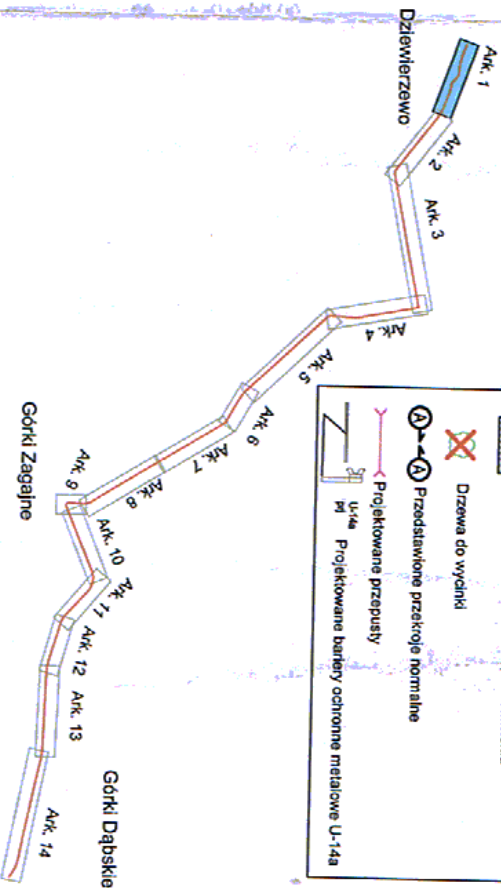 Ark. 1
Dziewierzewo
Ark. 2
Ark. 3
Ark. 4
Ark. 5
Ark. 6
Ark. 7
Ark. 8
Ark. 9
Górki Zagajne
Ark. 10
Ark. 11
Ark. 12
Ark. 13
Górki Dąbskie
Ark. 14
Drzewa do wycinki
A A Przedstawione przekroje normalne
Projektowane przepusty
U-14a
prj Projektowane bariery ochronne metalowe U-14a